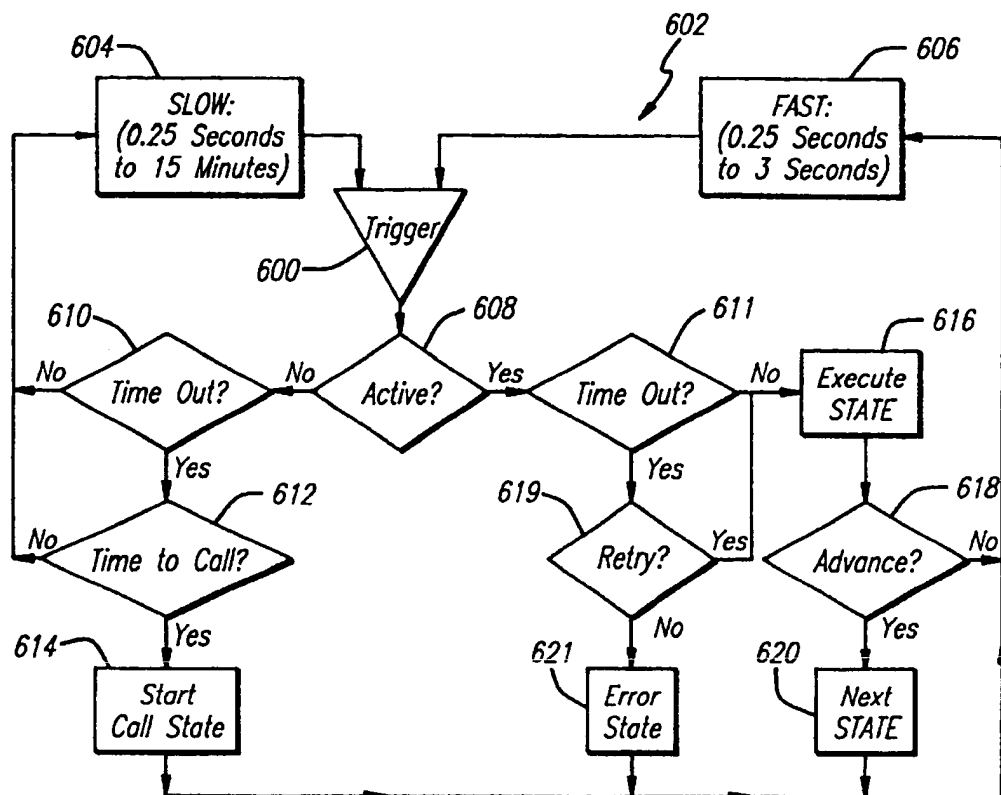 602
604
606
SLOW:
(0.25 Seconds
to 15 Minutes)
FAST:
(0.25 Seconds
to 3 Seconds)
Trigger
600
608
610
611
616
No
Time Out?
No
Active?
Yes
Time Out?
No
Execute
STATE
Yes
612
Yes
619
618
No
Time to Call?
Retry?
Yes
Advance?
No
Yes
614
No
621
Yes
620
Start
Call State
Error
State
Next
STATE